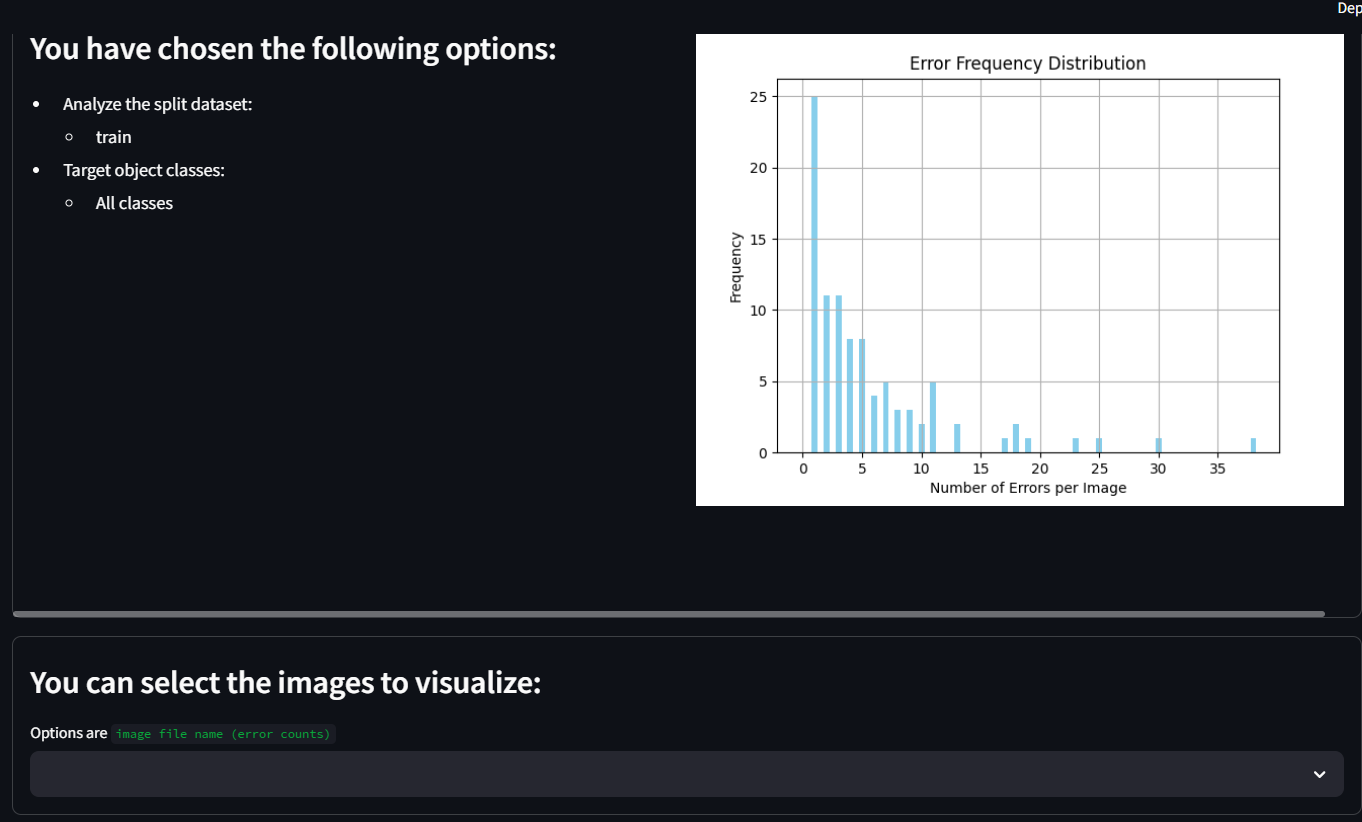 Dep
You have chosen the following options:
Analyze the split dataset:
train
Target object classes:
All classes
Error Frequency Distribution
25
20
15
10
5
0
Frequency
0 5 10 15 20 25 30 35
Number of Errors per Image
You can select the images to visualize:
Options are image file name (error counts)